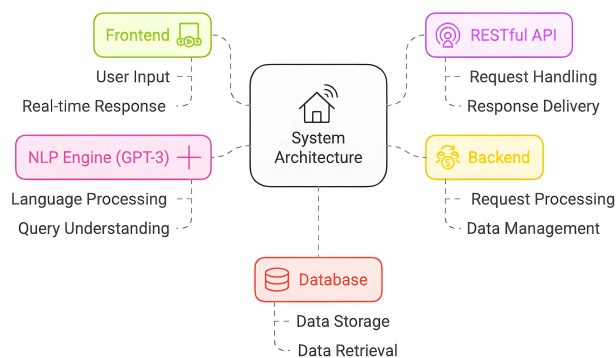 Frontend
User Input
Real-time Response
NLP Engine (GPT-3)
Language Processing
Query Understanding
System
Architecture
RESTful API
Request Handling
Response Delivery
Backend
Request Processing
Data Management
Database
Data Storage
Data Retrieval